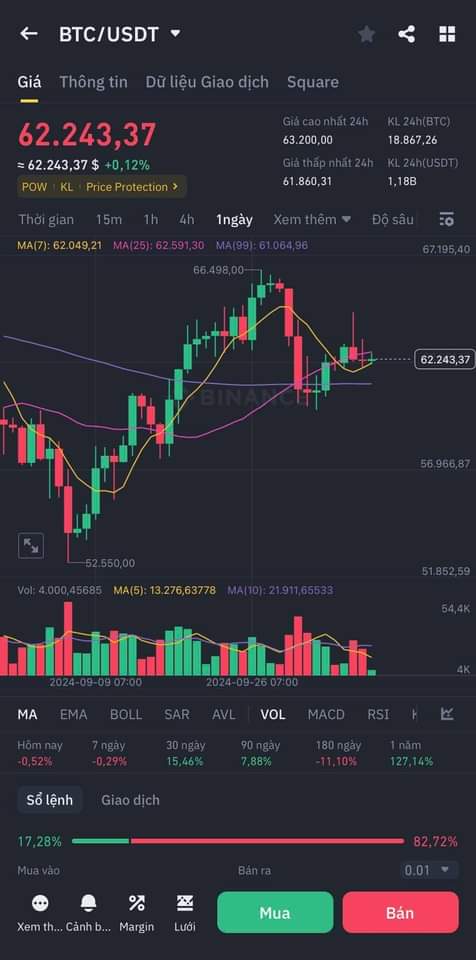 BTC/USDT
Giá Thông tin Dữ liệu Giao dịch Square
62.243,37
≈ 62.243,37 $ +0,12%
POW KL Price Protection
Giá cao nhất 24h KL 24h(BTC)
63.200,00 18.867,26
Giá thấp nhất 24h KL 24h(USDT)
61.860,31 1,18B
Thời gian 15m 1h 4h 1ngày Xem thêm Độ sâu
MA(7): 62.049,21 MA(25): 62.591,30 MA(99): 61.064,96
67.195,40
66.498,00
62.243,37
BINANCE
56.966,87
52.550,00
51.852,59
Vol: 4.000,45685 MA(5): 13.276,63778 MA(10): 21.911,65533
54,4K
4K
2024-09-09 07:00 2024-09-26 07:00
MA EMA BOLL SAR AVL VOL MACD RSI
Hôm nay 7 ngày 30 ngày 90 ngày 180 ngày 1 năm
-0,52% -0,29% 15,46% 7,88% -11,10% 127,14%
Sổ lệnh Giao dịch
17,28% 82,72%
Mua vào Bán ra 0.01
Xem th... Cảnh b... Margin Lưới
Mua Bán